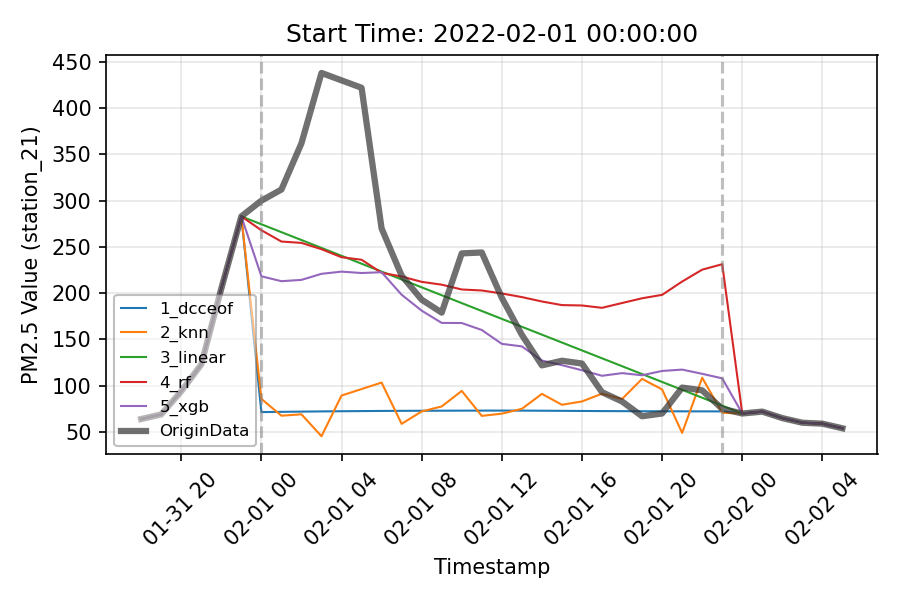 Start Time: 2022-02-01 00:00:00
PM2.5 Value (station_21)
450
400
350
300
250
200
150
100
50
1_dcceof
2_knn
3_linear
4_rf
5_xgb
OriginData
01-31 20
02-01 00
02-01 04
02-01 08
02-01 12
02-01 16
02-01 20
02-02 00
02-02 04
Timestamp